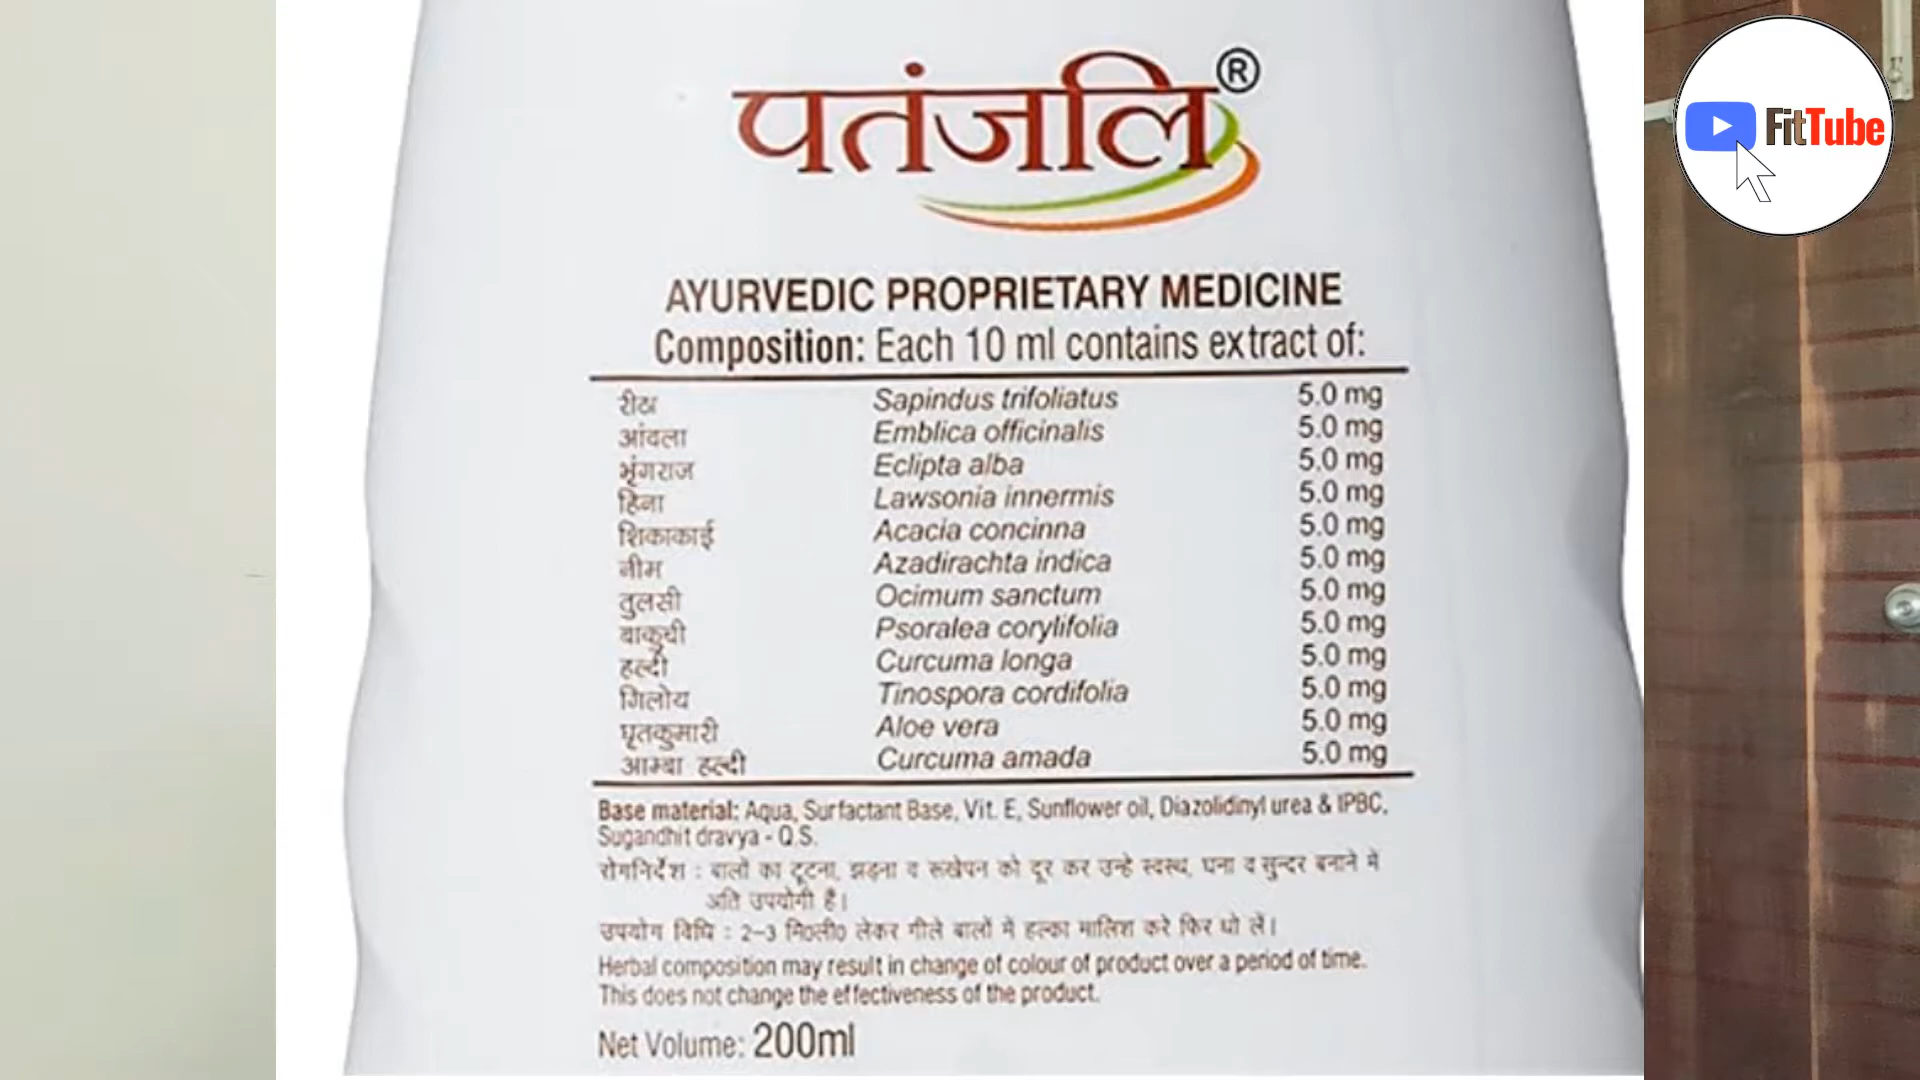 पतंजलि®
FitTube
AYURVEDIC PROPRIETARY MEDICINE
Composition: Each 10 ml contains extract of:
रीठा Sapindus trifoliatus 5.0 mg
आंवला Emblica officinalis 5.0 mg
भृंगराज Eclipta alba 5.0 mg
हिना Lawsonia innermis 5.0 mg
शिकाकाई Acacia concinna 5.0 mg
नीम Azadirachta indica 5.0 mg
तुलसी Ocimum sanctum 5.0 mg
बाकुची Psoralea corylifolia 5.0 mg
हल्दी Curcuma longa 5.0 mg
गिलोय Tinospora cordifolia 5.0 mg
घृतकुमारी Aloe vera 5.0 mg
आम्बा हल्दी Curcuma amada 5.0 mg
Base material: Aqua, Surfactant Base, Vit. E, Sunflower oil, Diazolidinyl urea & IPBC,
Sugandhit dravya - Q.S.
रोगनिर्देश : बालों का टूटना, झड़ना व रूखेपन को दूर कर उन्हे स्वस्थ, घना व सुन्दर बनाने में
अति उपयोगी है।
उपयोग विधि : 2-3 मि०ली० लेकर गीले बालों में हल्का मालिश करे फिर धो लें।
Herbal composition may result in change of colour of product over a period of time.
This does not change the effectiveness of the product.
Net Volume: 200ml